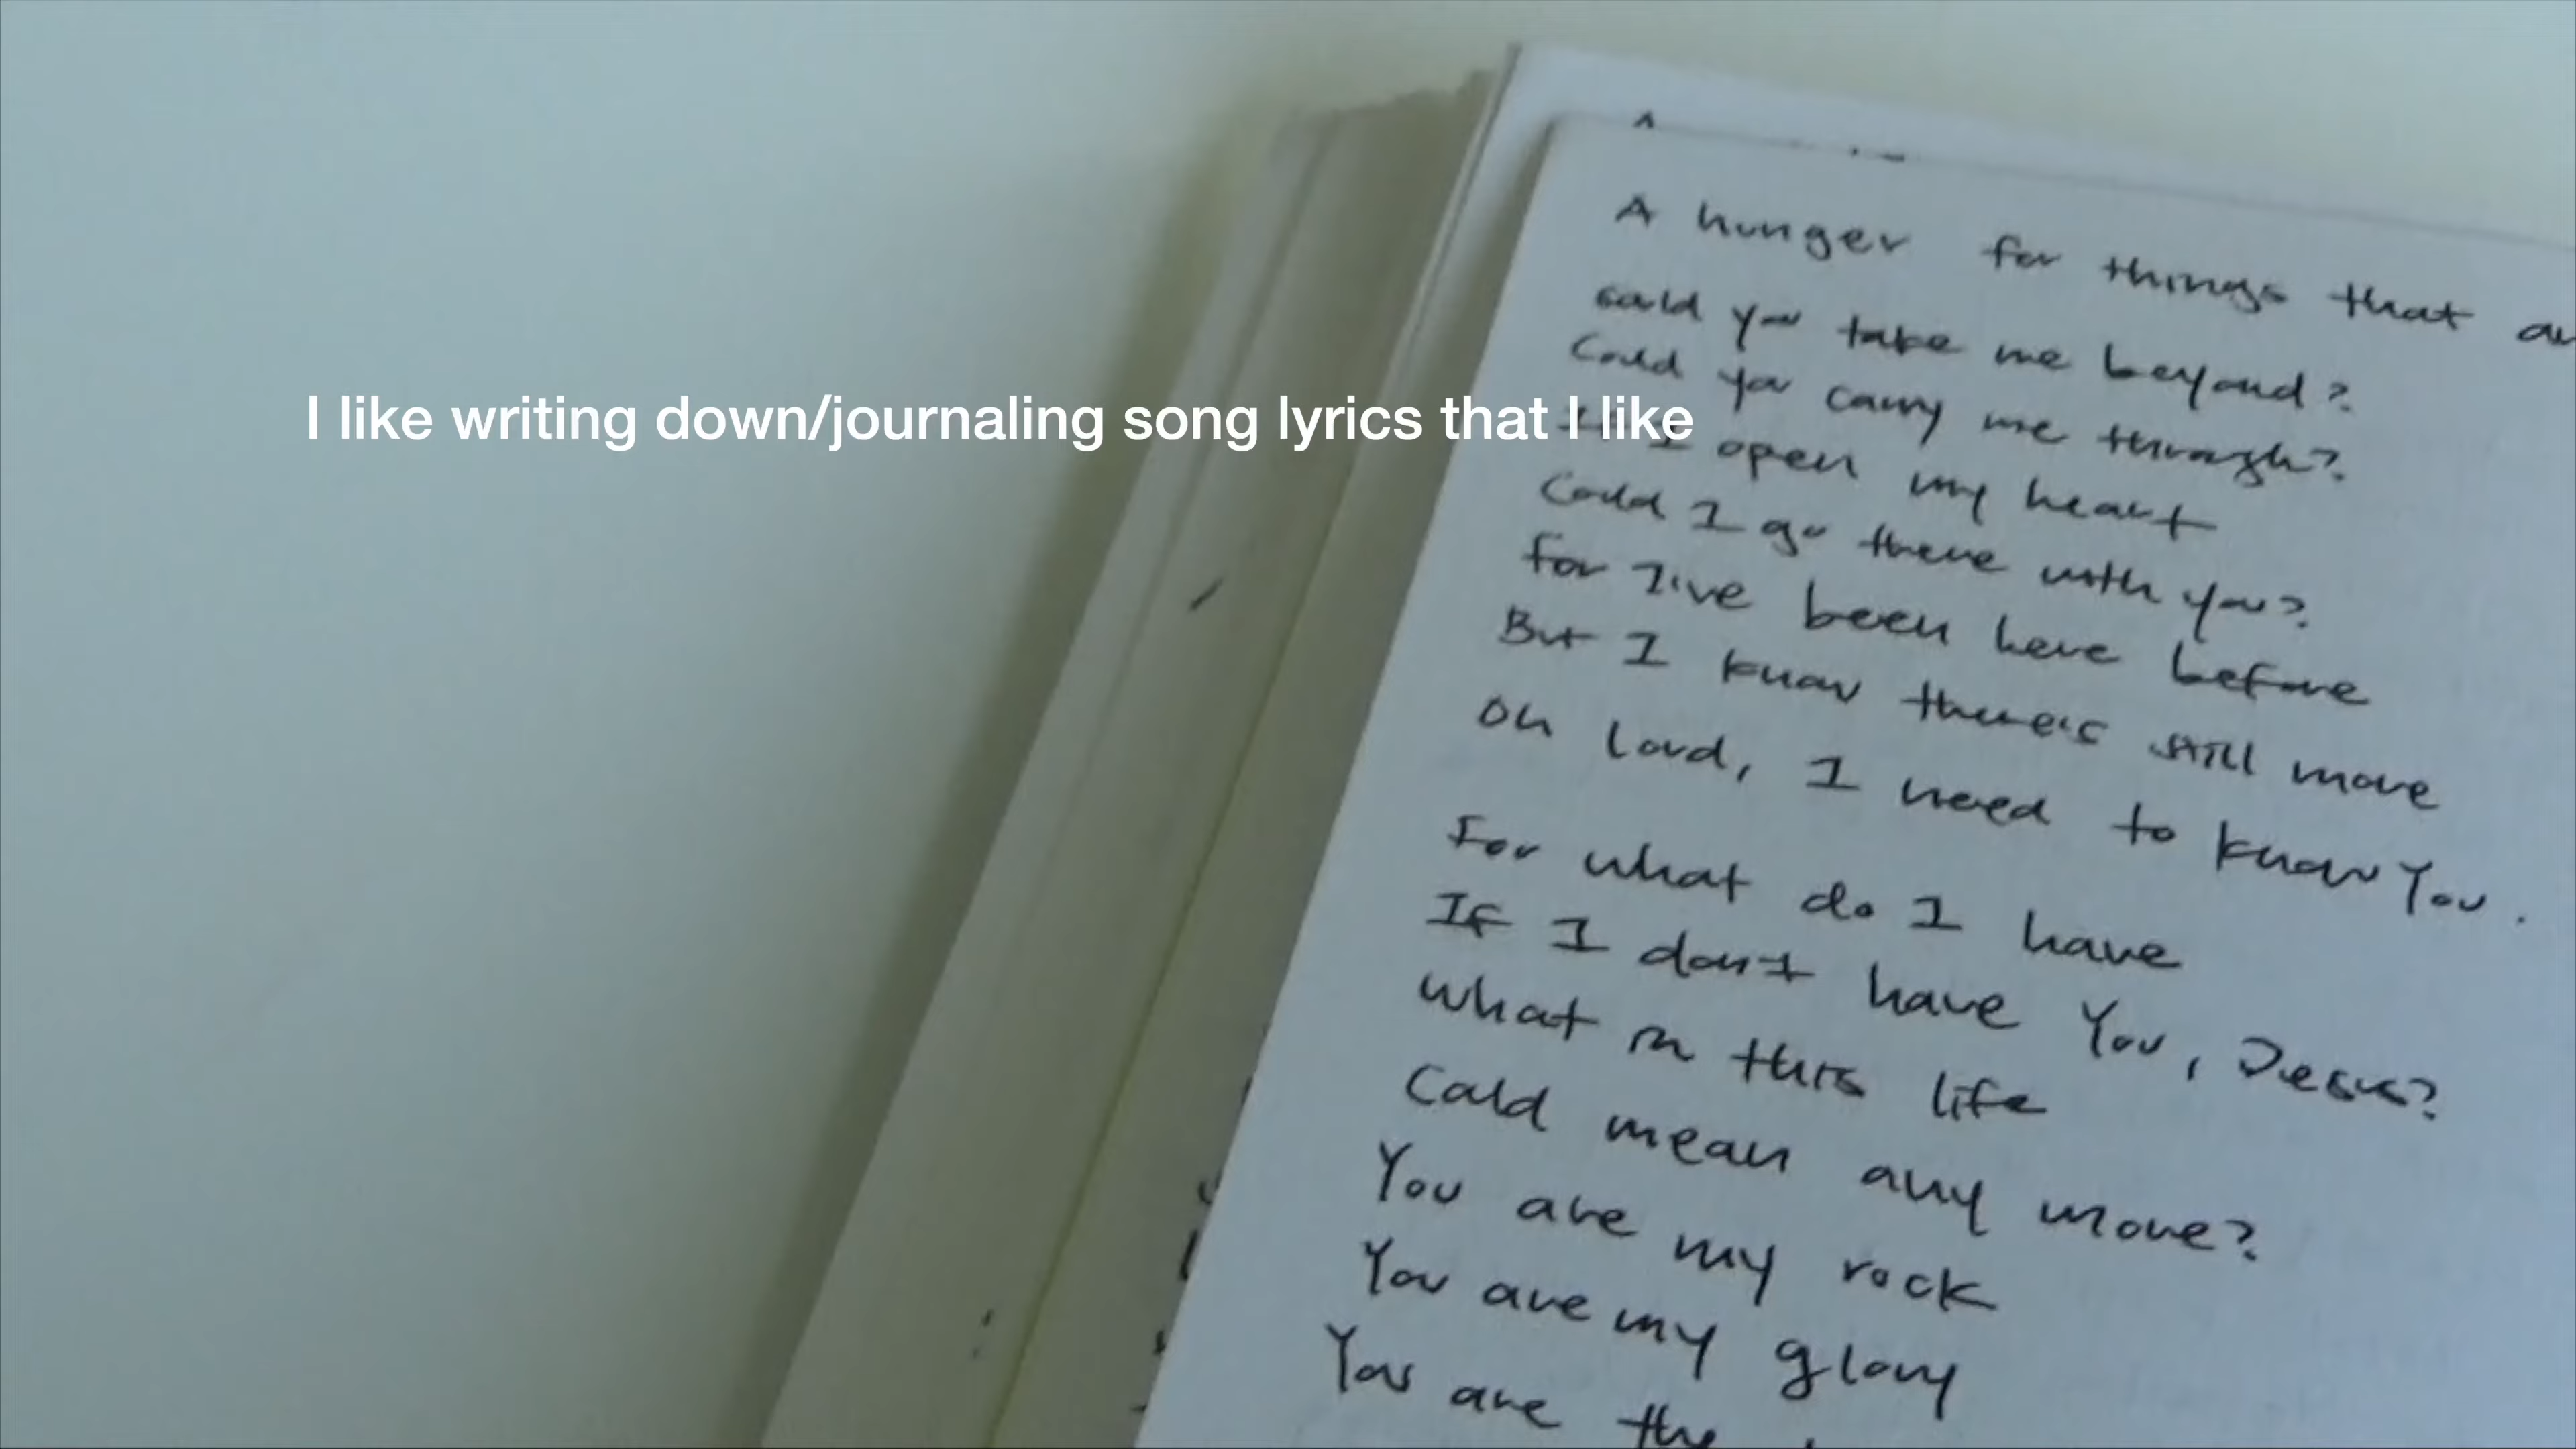 I like writing down/journaling song lyrics that I like
A hunger for things that
could you take me beyond?
Could you carry me through?
If I open my heart
Could I go there with you?
For I've been here before
But I know there's still more
Oh Lord, I need to know You.
For what do I have
If I don't have You, Jesus?
What in this life
Could mean any more?
You are my rock
You are my glory
You are the